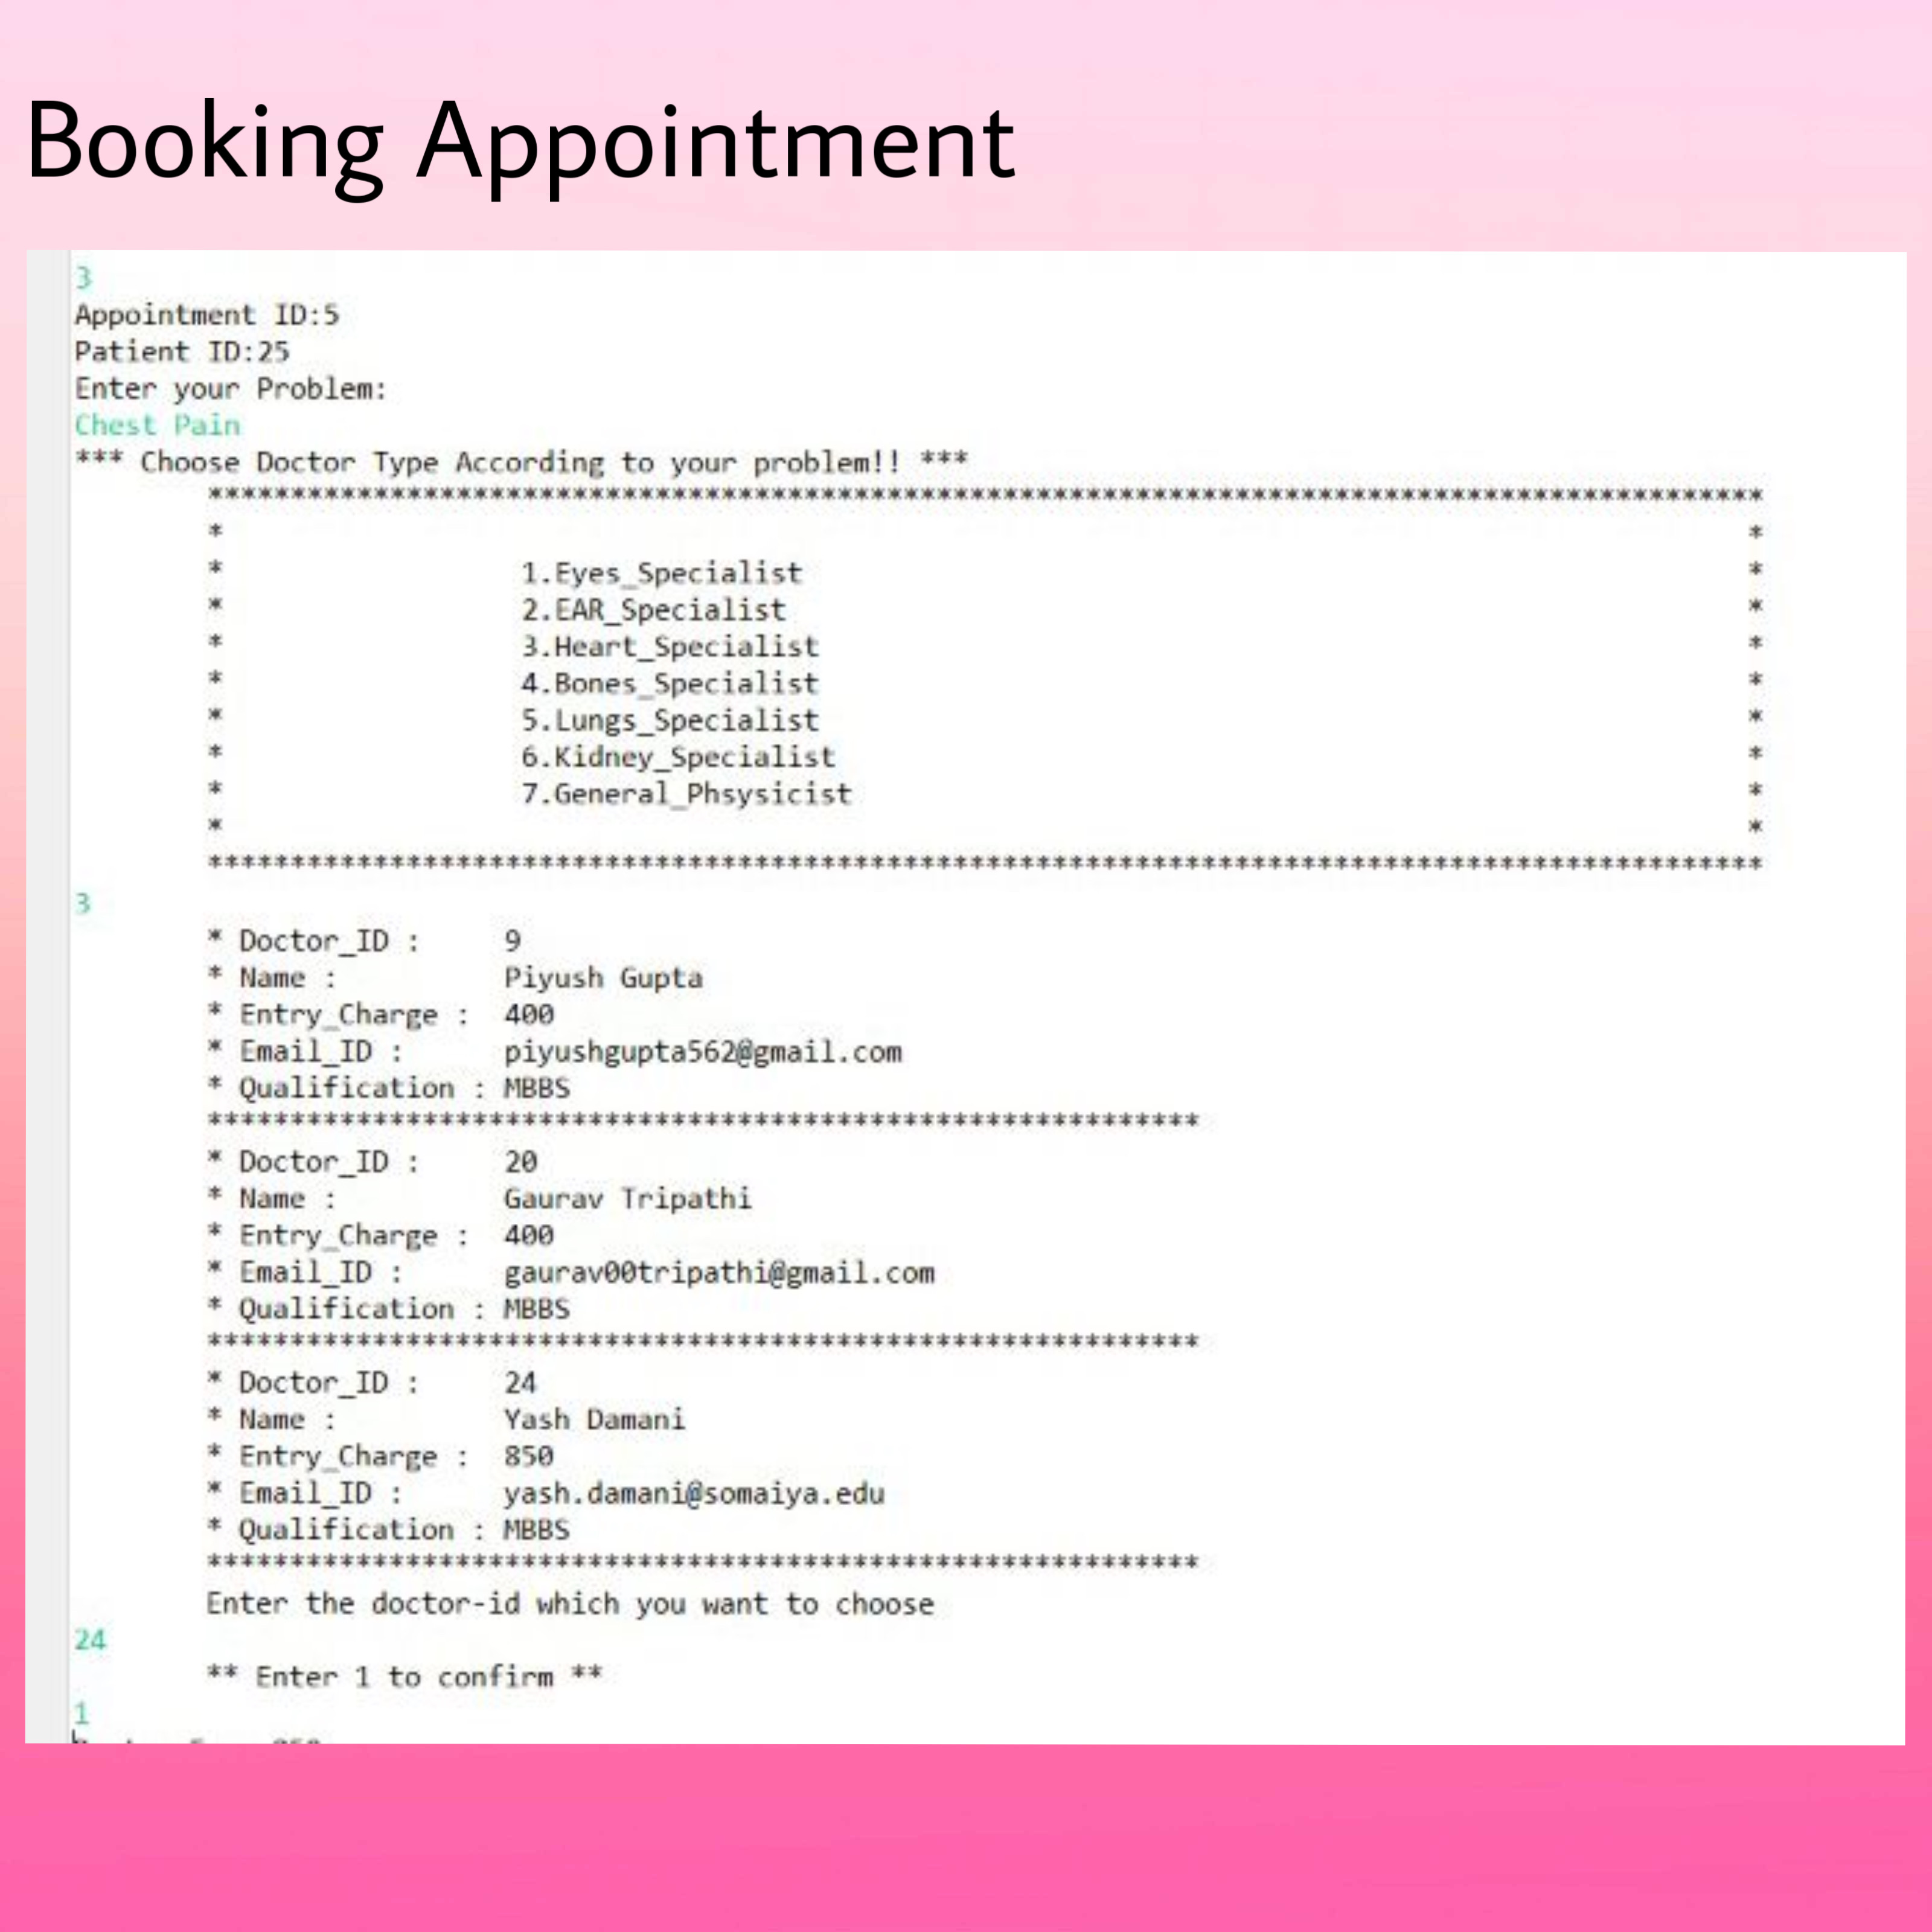 Booking Appointment
3
Appointment ID:5
Patient ID:25
Enter your Problem:
Chest Pain
*** Choose Doctor Type According to your problem!! ***
**********************************************************************************************
* *
* 1.Eyes_Specialist *
* 2.EAR_Specialist *
* 3.Heart_Specialist *
* 4.Bones_Specialist *
* 5.Lungs_Specialist *
* 6.Kidney_Specialist *
* 7.General_Phsysicist *
* *
**********************************************************************************************
3
* Doctor_ID : 9
* Name : Piyush Gupta
* Entry_Charge : 400
* Email_ID : piyushgupta562@gmail.com
* Qualification : MBBS
************************************************************
* Doctor_ID : 20
* Name : Gaurav Tripathi
* Entry_Charge : 400
* Email_ID : gaurav00tripathi@gmail.com
* Qualification : MBBS
************************************************************
* Doctor_ID : 24
* Name : Yash Damani
* Entry_Charge : 850
* Email_ID : yash.damani@somaiya.edu
* Qualification : MBBS
************************************************************
Enter the doctor-id which you want to choose
24
** Enter 1 to confirm **
1